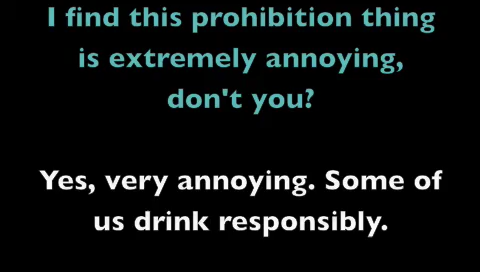 I find this prohibition thing
is extremely annoying,
don't you?
Yes, very annoying. Some of
us drink responsibly.